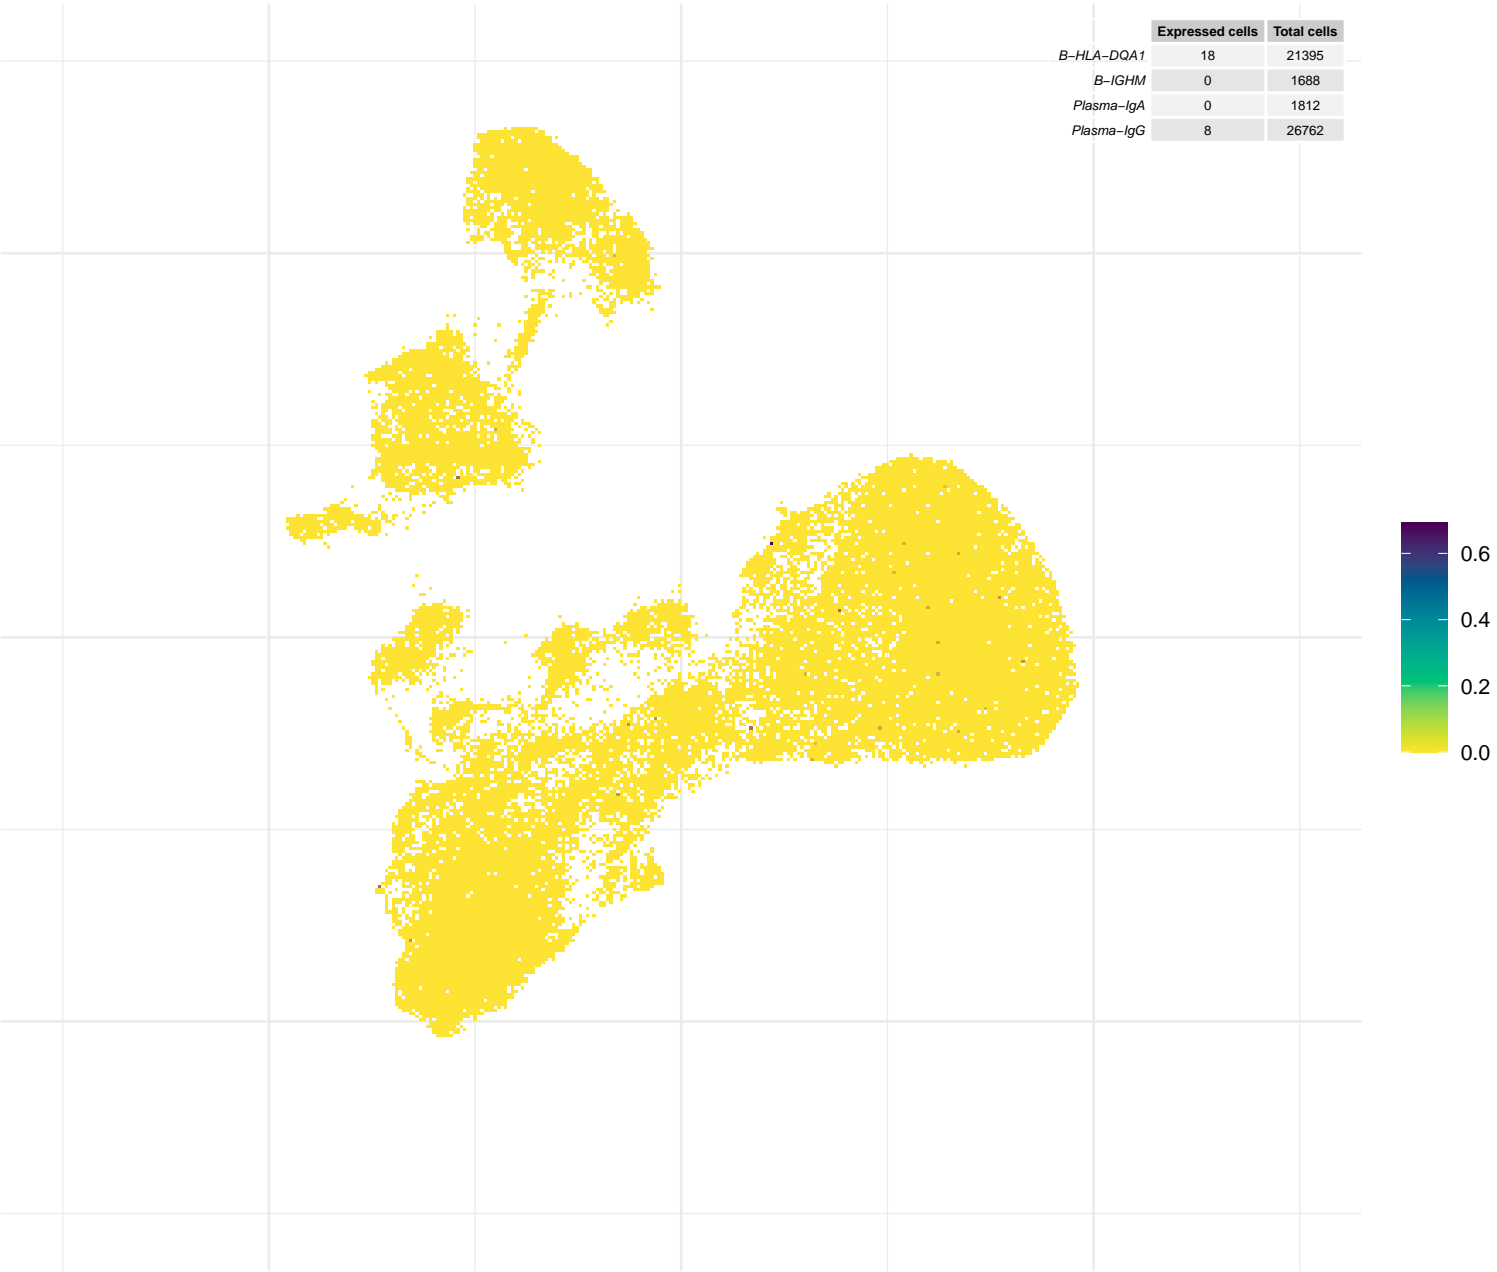 Expressed cells Total cells
B−HLA−DQA1 18 21395
B−IGHM 0 1688
Plasma−IgA 0 1812
Plasma−IgG 8 26762
0.6
0.4
0.2
0.0